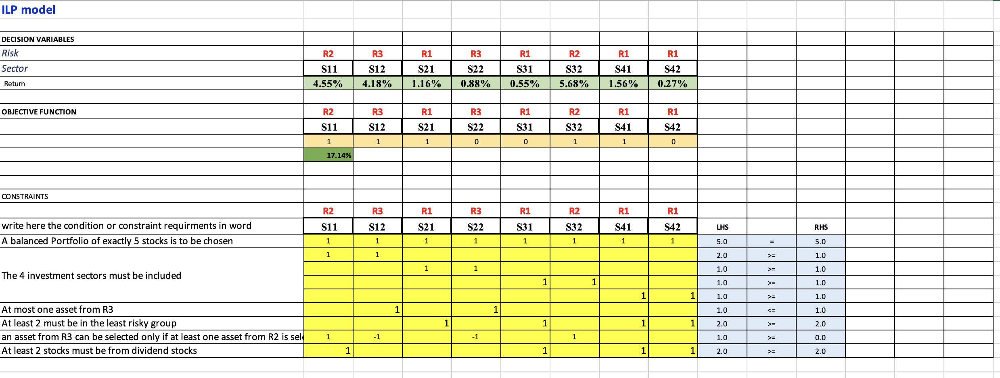 ILP model
DECISION VARIABLES
Risk R2 R3 R1 R3 R1 R2 R1 R1
Sector S11 S12 S21 S22 S31 S32 S41 S42
Return 4.55% 4.18% 1.16% 0.88% 0.55% 5.68% 1.56% 0.27%
OBJECTIVE FUNCTION R2 R3 R1 R3 R1 R2 R1 R1
S11 S12 S21 S22 S31 S32 S41 S42
1 1 1 0 0 1 1 0
17.14%
CONSTRAINTS
R2 R3 R1 R3 R1 R2 R1 R1
write here the condition or constraint requirments in word S11 S12 S21 S22 S31 S32 S41 S42 LHS RHS
A balanced Portfolio of exactly 5 stocks is to be chosen 1 1 1 1 1 1 1 1 5.0 = 5.0
1 1 2.0 >= 1.0
1 1 1.0 >= 1.0
The 4 investment sectors must be included
1 1 1.0 >= 1.0
1 1 1.0 >= 1.0
At most one asset from R3 1 1 1.0 <= 1.0
At least 2 must be in the least risky group 1 1 1 1 2.0 >= 2.0
an asset from R3 can be selected only if at least one asset from R2 is sele 1 -1 -1 1 1.0 >= 0.0
At least 2 stocks must be from dividend stocks 1 1 1 1 2.0 >= 2.0